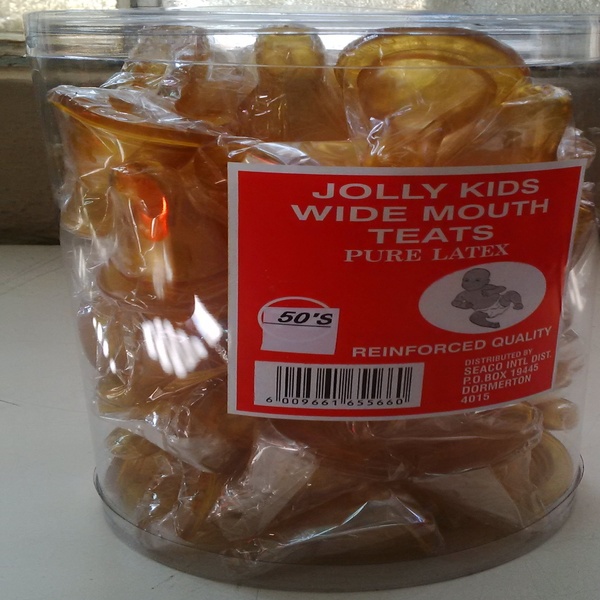 JOLLY KIDS
WIDE MOUTH
TEATS
PURE LATEX
50'S
REINFORCED QUALITY
DISTRIBUTED BY
SEACO INTL DIST.
P.O.BOX 19445
DORMERTON
4015
6 009661 655660